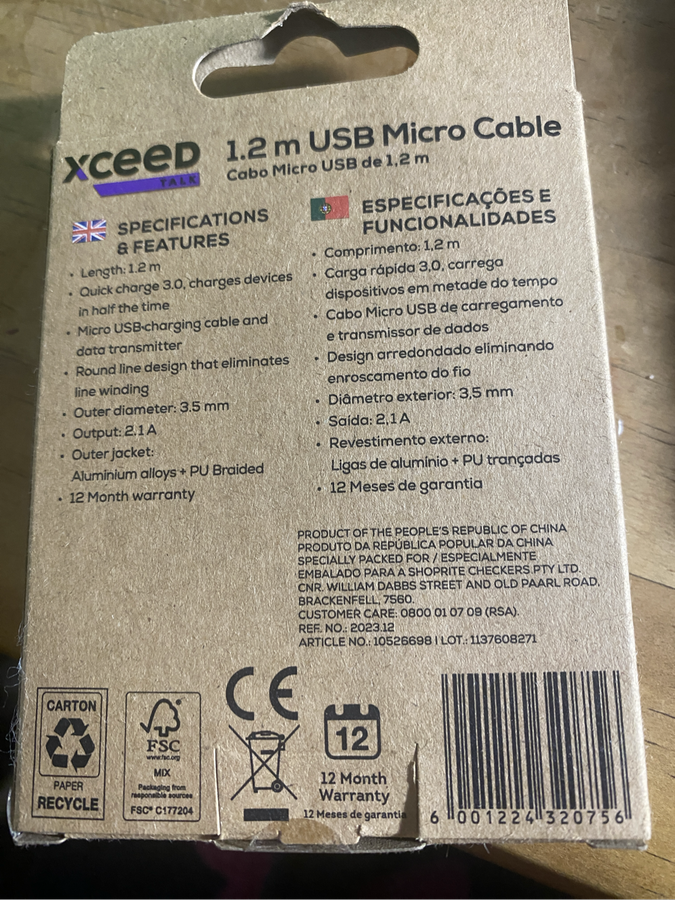 xceed
TALK
1.2 m USB Micro Cable
Cabo Micro USB de 1,2 m
SPECIFICATIONS
& FEATURES
• Length: 1.2 m
• Quick charge 3.0, charges devices
in half the time
• Micro USB-charging cable and
data transmitter
• Round line design that eliminates
line winding
• Outer diameter: 3.5 mm
• Output: 2.1 A
• Outer jacket:
Aluminium alloys + PU Braided
• 12 Month warranty
ESPECIFICAÇÕES E
FUNCIONALIDADES
• Comprimento: 1,2 m
• Carga rápida 3,0, carrega
dispositivos em metade do tempo
• Cabo Micro USB de carregamento
e transmissor de dados
• Design arredondado eliminando
enroscamento do fio
• Diâmetro exterior: 3,5 mm
• Saída: 2,1 A
• Revestimento externo:
Ligas de alumínio + PU trançadas
• 12 Meses de garantia
PRODUCT OF THE PEOPLE'S REPUBLIC OF CHINA
PRODUTO DA REPÚBLICA POPULAR DA CHINA
SPECIALLY PACKED FOR / ESPECIALMENTE
EMBALADO PARA A SHOPRITE CHECKERS PTY LTD.
CNR. WILLIAM DABBS STREET AND OLD PAARL ROAD,
BRACKENFELL, 7560.
CUSTOMER CARE: 0800 01 07 09 (RSA).
REF. NO.: 2023.12
ARTICLE NO.: 10526698 | LOT.: 1137608271
CARTON
PAPER
RECYCLE
FSC
www.fsc.org
MIX
Packaging from
responsible sources
FSC® C177204
CE
12
12 Month
Warranty
12 Meses de garantia
6 001224 320756